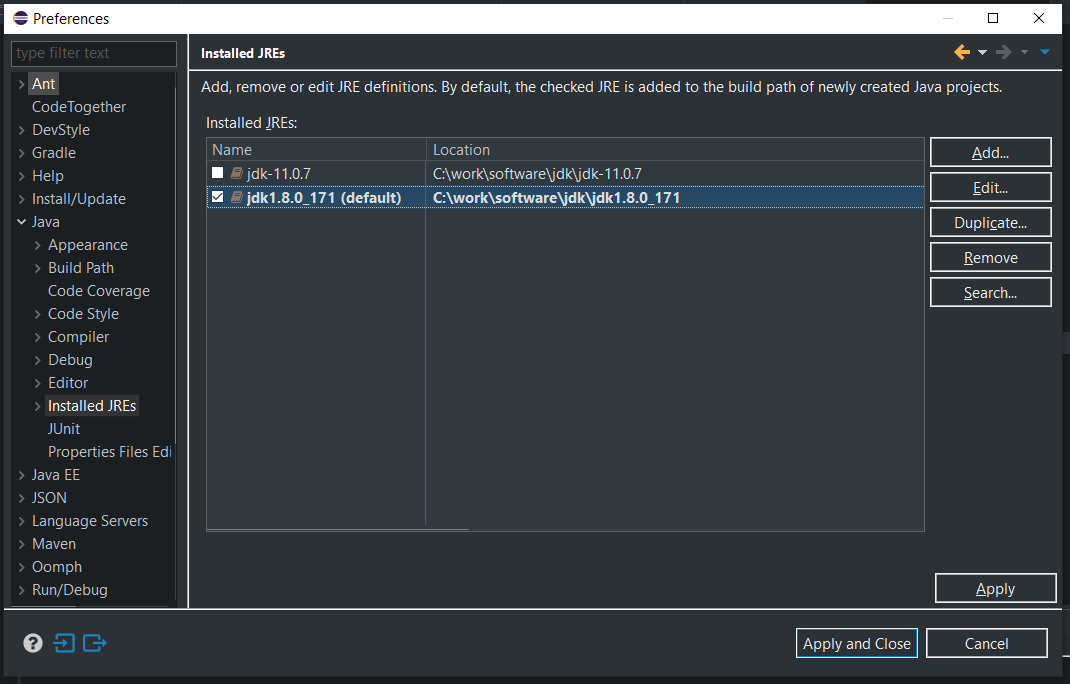 Preferences
type filter text
Ant
CodeTogether
DevStyle
Gradle
Help
Install/Update
Java
Appearance
Build Path
Code Coverage
Code Style
Compiler
Debug
Editor
Installed JREs
JUnit
Properties Files Edi
Java EE
JSON
Language Servers
Maven
Oomph
Run/Debug
Installed JREs
Add, remove or edit JRE definitions. By default, the checked JRE is added to the build path of newly created Java projects.
Installed JREs:
Name Location
jdk-11.0.7 C:\work\software\jdk\jdk-11.0.7
jdk1.8.0_171 (default) C:\work\software\jdk\jdk1.8.0_171
Add...
Edit...
Duplicate...
Remove
Search...
Apply
?
Apply and Close Cancel